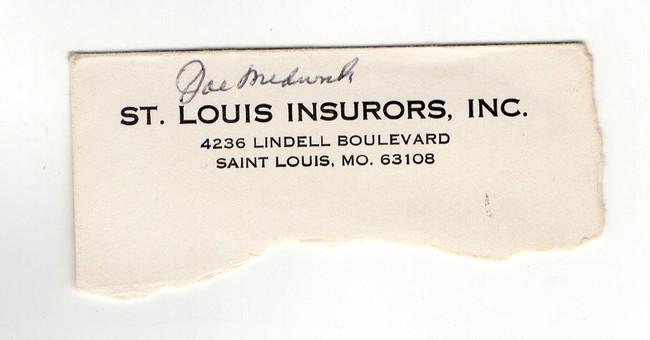 Joe Medwick
ST. LOUIS INSURORS, INC.
4236 LINDELL BOULEVARD
SAINT LOUIS, MO. 63108